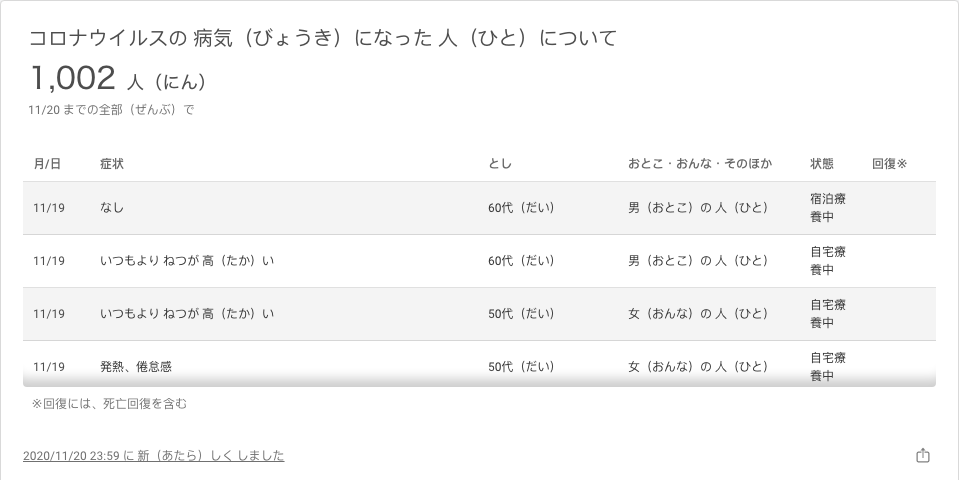 コロナウイルスの 病気（びょうき）になった 人（ひと）について
1,002 人（にん）
11/20 までの全部（ぜんぶ）で
月/日 症状 とし おとこ・おんな・そのほか 状態 回復※
11/19 なし 60代（だい） 男（おとこ）の 人（ひと） 宿泊療
養中
11/19 いつもより ねつが 高（たか）い 60代（だい） 男（おとこ）の 人（ひと） 自宅療
養中
11/19 いつもより ねつが 高（たか）い 50代（だい） 女（おんな）の 人（ひと） 自宅療
養中
11/19 発熱、倦怠感 50代（だい） 女（おんな）の 人（ひと） 自宅療
養中
※回復には、死亡回復を含む
2020/11/20 23:59 に 新（あたら）しく しました